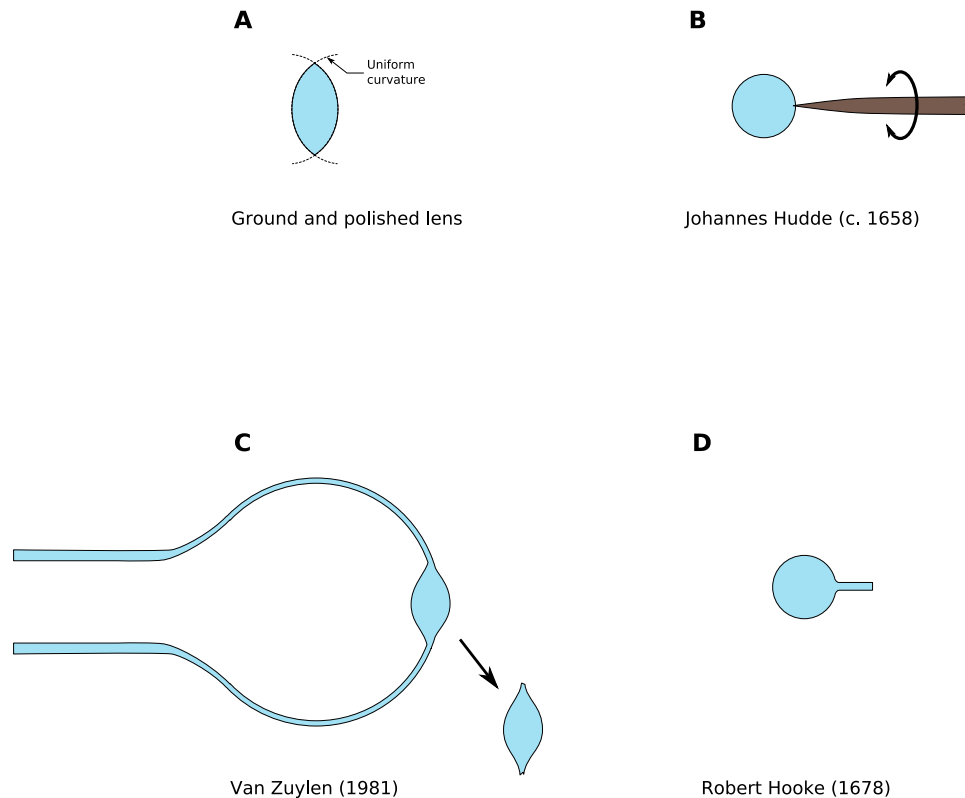 A
Uniform
curvature
Ground and polished lens
B
Johannes Hudde (c. 1658)
C
Van Zuylen (1981)
D
Robert Hooke (1678)